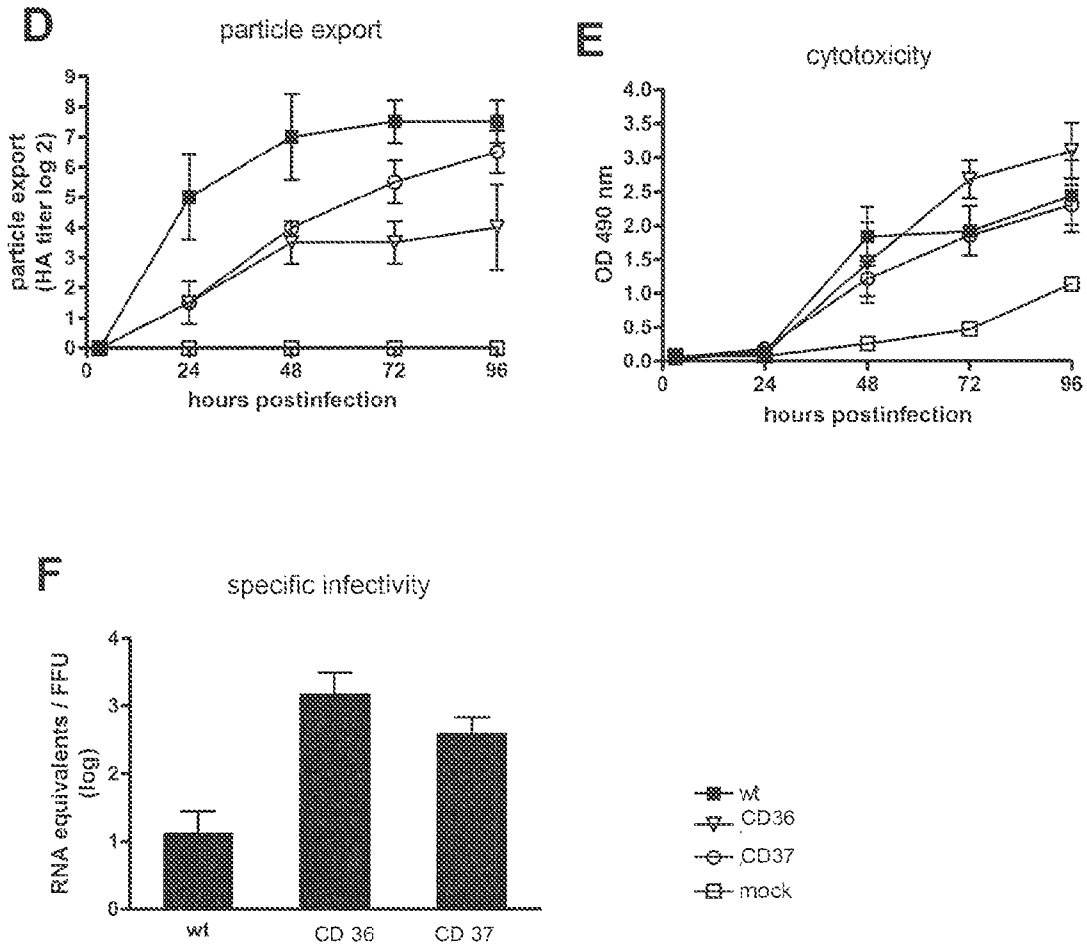 D
particle export
particle export
(HA titer log 2)
9
8
7
6
5
4
3
2
1
0
0
24
48
72
96
hours postinfection
E
cytotoxicity
OD 490 nm
4.0
3.5
3.0
2.5
2.0
1.5
1.0
0.5
0.0
0
24
48
72
96
hours postinfection
F
specific infectivity
RNA equivalents / FFU
(log)
4
3
2
1
0
wt
CD 36
CD 37
wt
CD36
CD37
mock